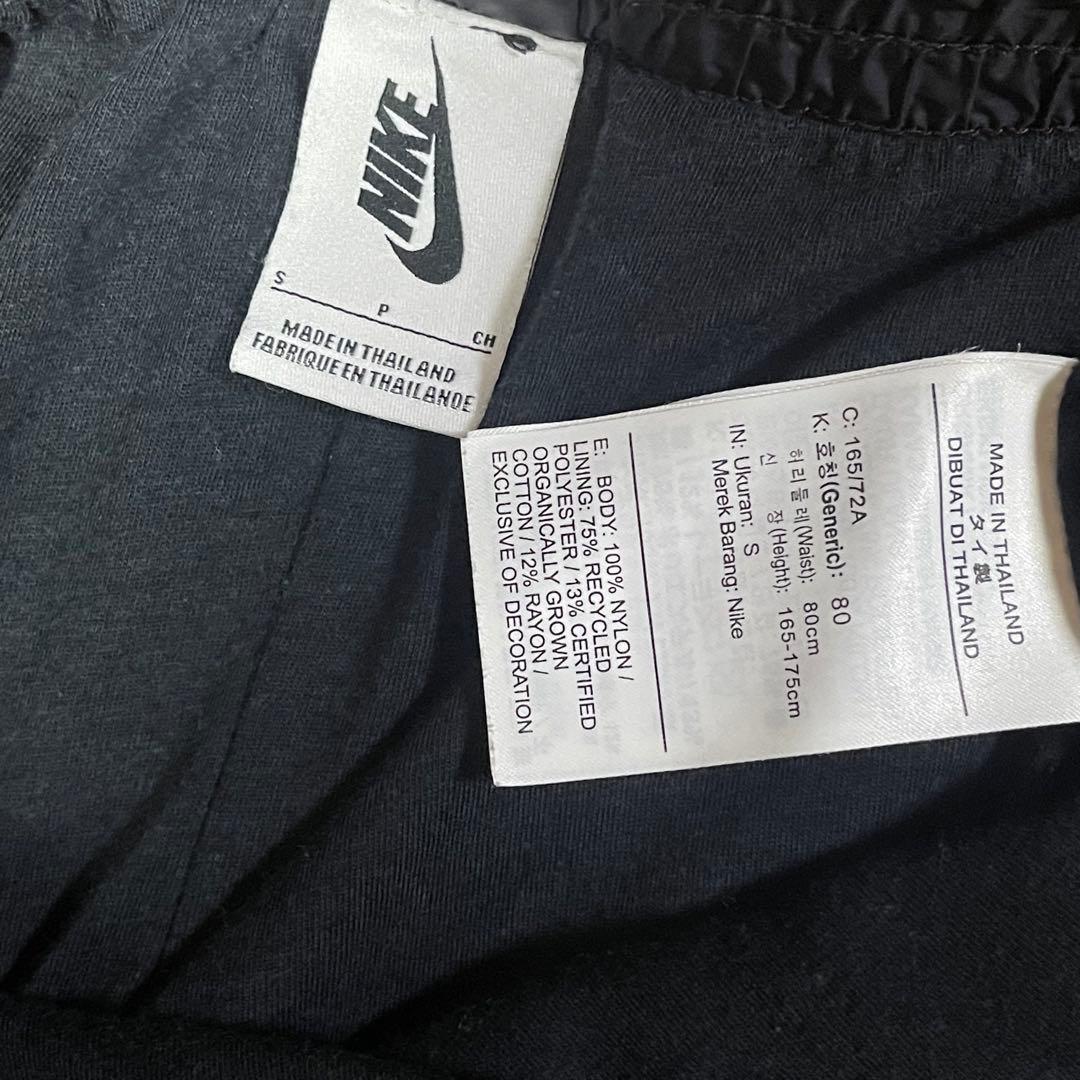 NIKE
S
P
CH
MADE IN THAILAND
FABRIQUE EN THAILANDE
MADE IN THAILAND
タイ製
DIBUAT DI THAILAND
C: 165/72A
K: 호칭(Generic): 80
허리둘레(Waist): 80cm
신 장(Height): 165-175cm
IN: Ukuran: S
Merek Barang: Nike
E: BODY: 100% NYLON /
LINING: 75% RECYCLED
POLYESTER / 13% CERTIFIED
ORGANICALLY GROWN
COTTON / 12% RAYON /
EXCLUSIVE OF DECORATION